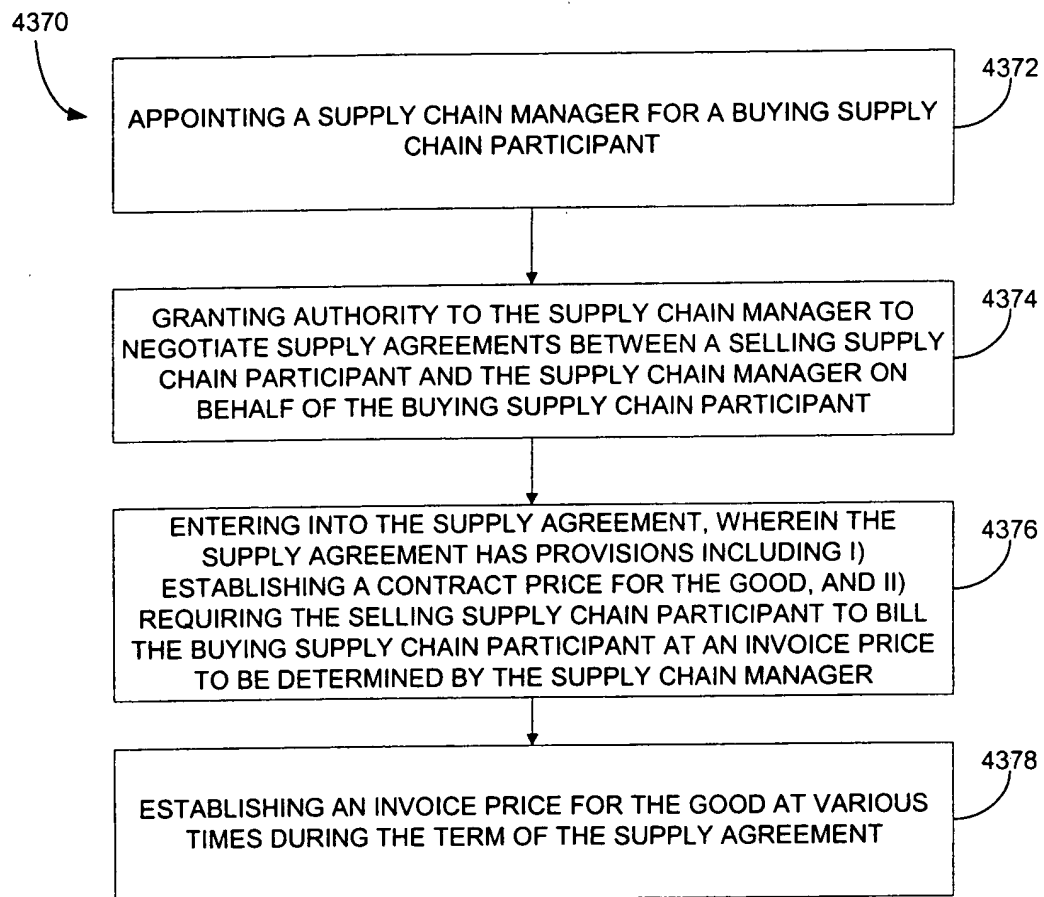 4370
4372
APPOINTING A SUPPLY CHAIN MANAGER FOR A BUYING SUPPLY
CHAIN PARTICIPANT
4374
GRANTING AUTHORITY TO THE SUPPLY CHAIN MANAGER TO
NEGOTIATE SUPPLY AGREEMENTS BETWEEN A SELLING SUPPLY
CHAIN PARTICIPANT AND THE SUPPLY CHAIN MANAGER ON
BEHALF OF THE BUYING SUPPLY CHAIN PARTICIPANT
4376
ENTERING INTO THE SUPPLY AGREEMENT, WHEREIN THE
SUPPLY AGREEMENT HAS PROVISIONS INCLUDING I)
ESTABLISHING A CONTRACT PRICE FOR THE GOOD, AND II)
REQUIRING THE SELLING SUPPLY CHAIN PARTICIPANT TO BILL
THE BUYING SUPPLY CHAIN PARTICIPANT AT AN INVOICE PRICE
TO BE DETERMINED BY THE SUPPLY CHAIN MANAGER
4378
ESTABLISHING AN INVOICE PRICE FOR THE GOOD AT VARIOUS
TIMES DURING THE TERM OF THE SUPPLY AGREEMENT